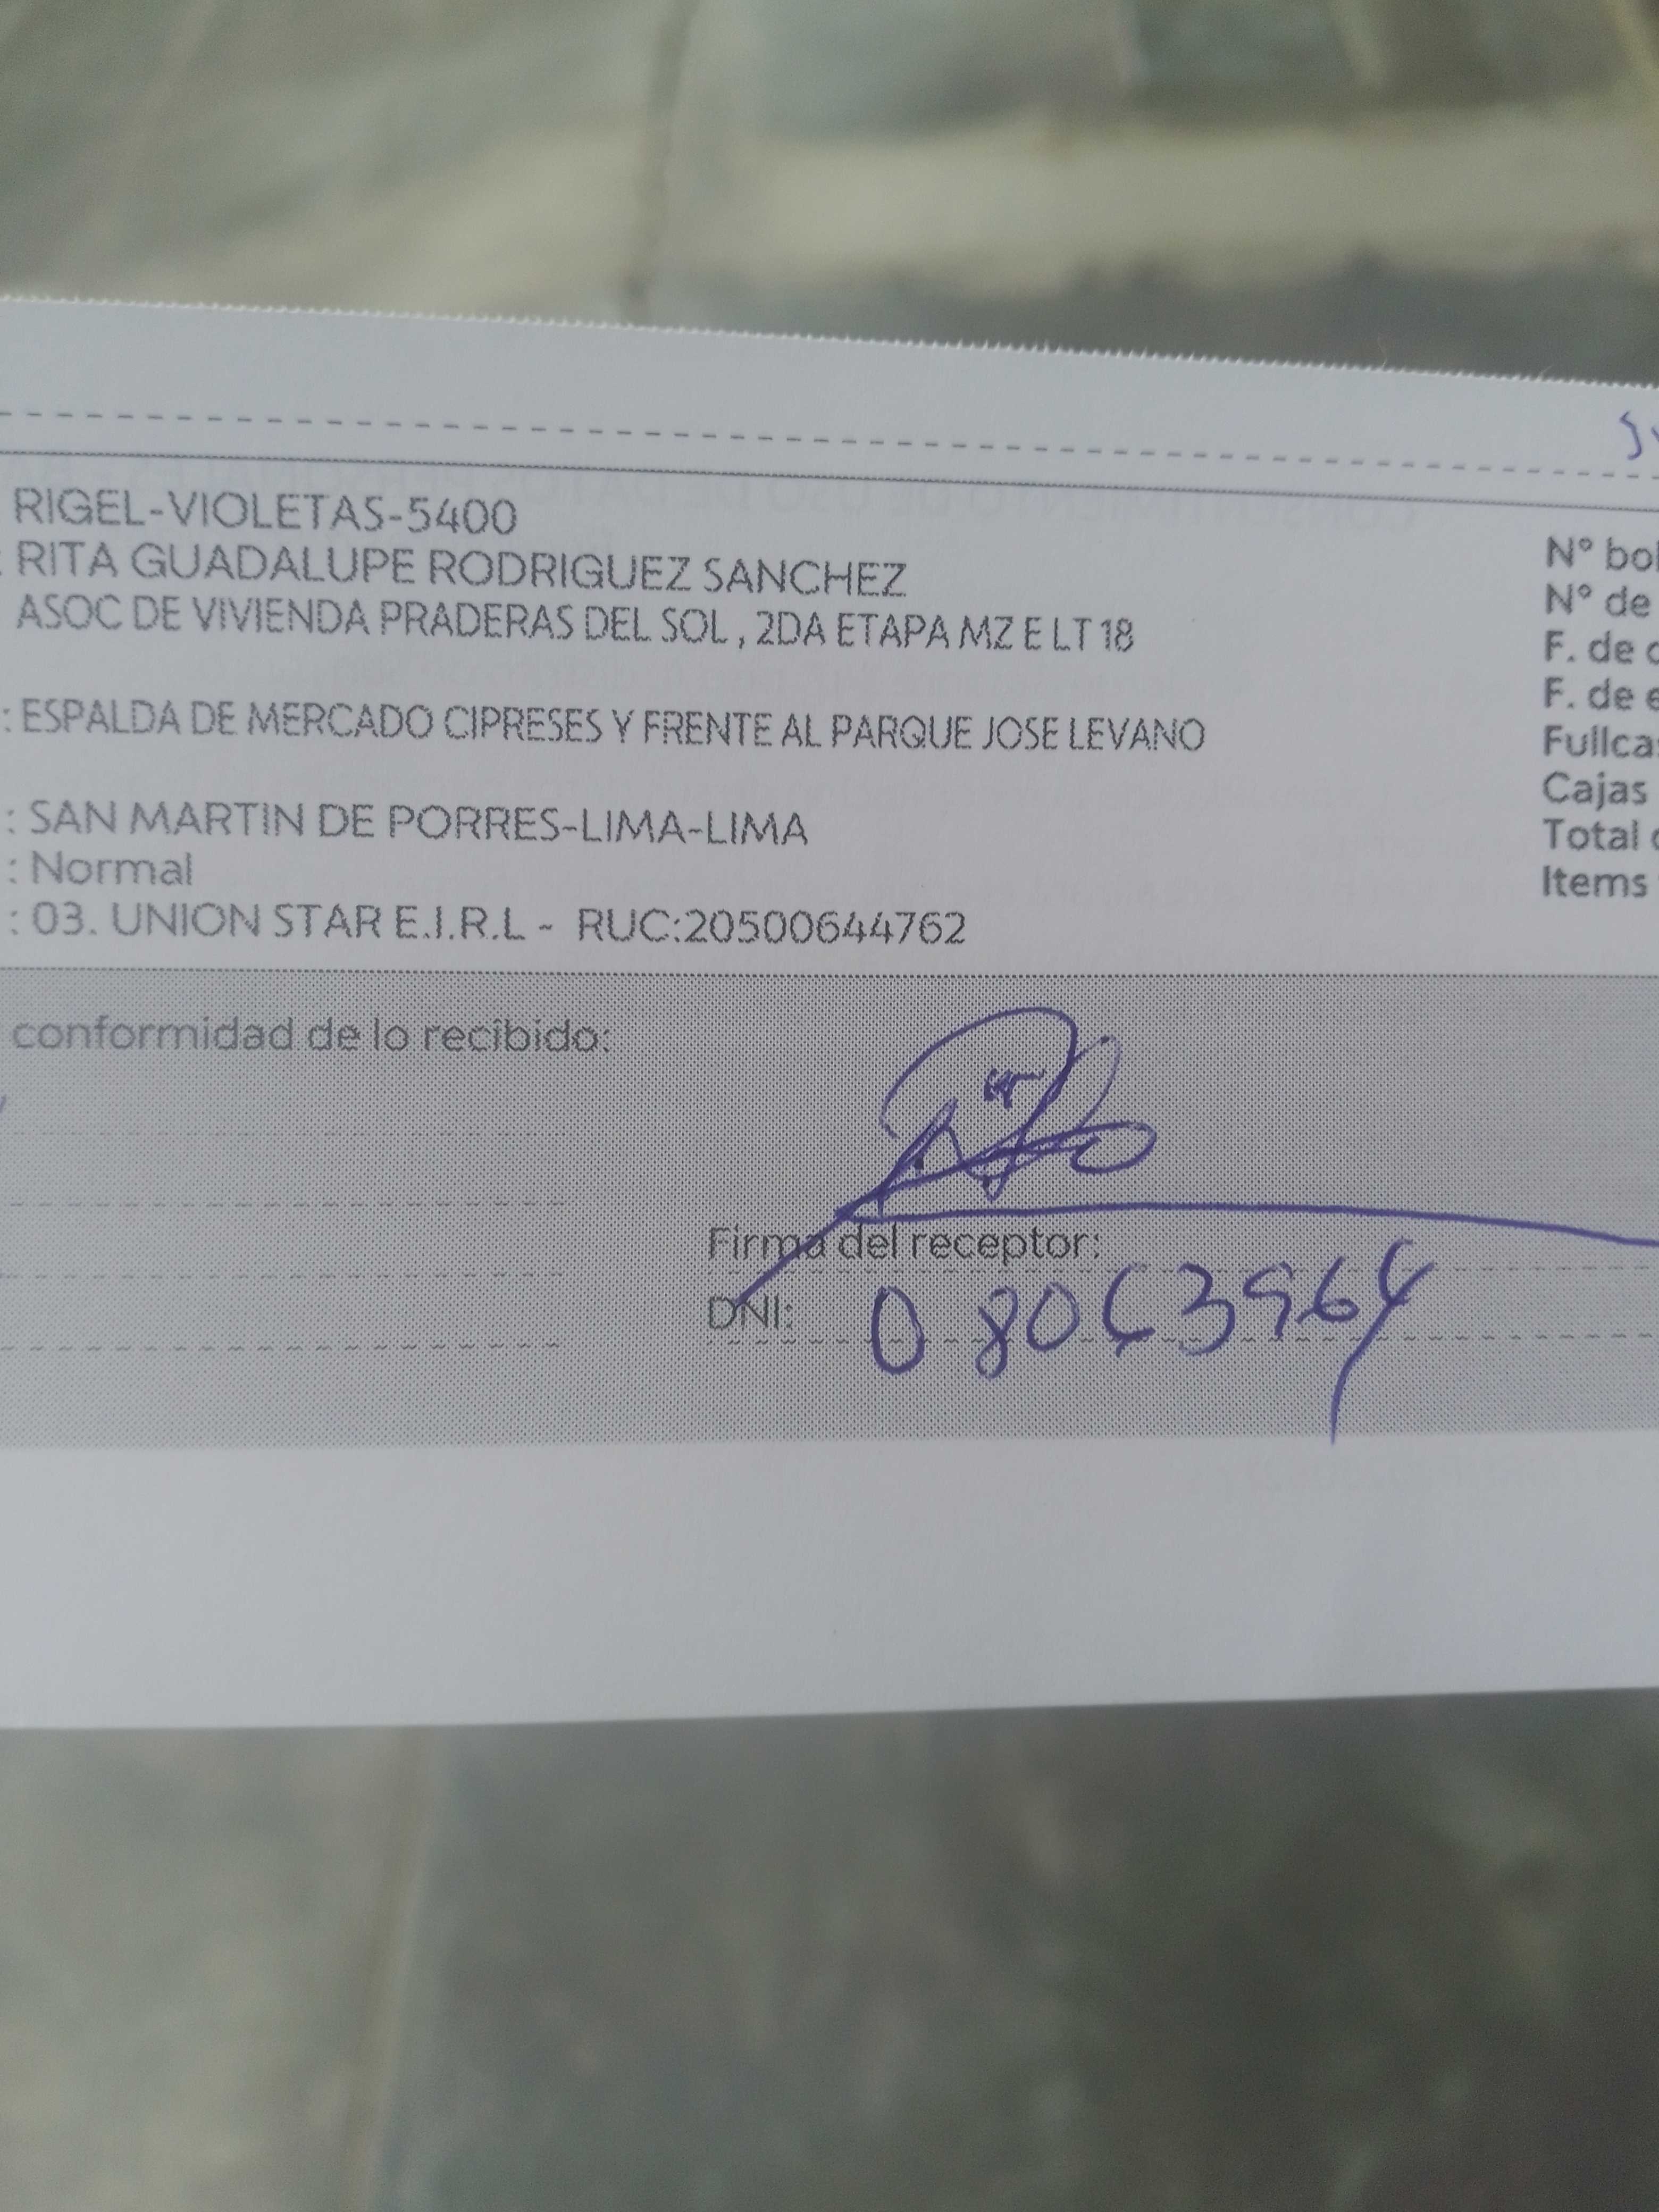 RIGEL-VIOLETAS-5400
: RITA GUADALUPE RODRIGUEZ SANCHEZ
ASOC DE VIVIENDA PRADERAS DEL SOL , 2DA ETAPA MZ E LT 18
: ESPALDA DE MERCADO CIPRESES Y FRENTE AL PARQUE JOSE LEVANO
: SAN MARTIN DE PORRES-LIMA-LIMA
: Normal
: 03. UNION STAR E.I.R.L - RUC:20500644762
N° bol
N° de
F. de
F. de e
Fullca
Cajas
Total
Items
conformidad de lo recibido:
Firma del receptor:
DNI: